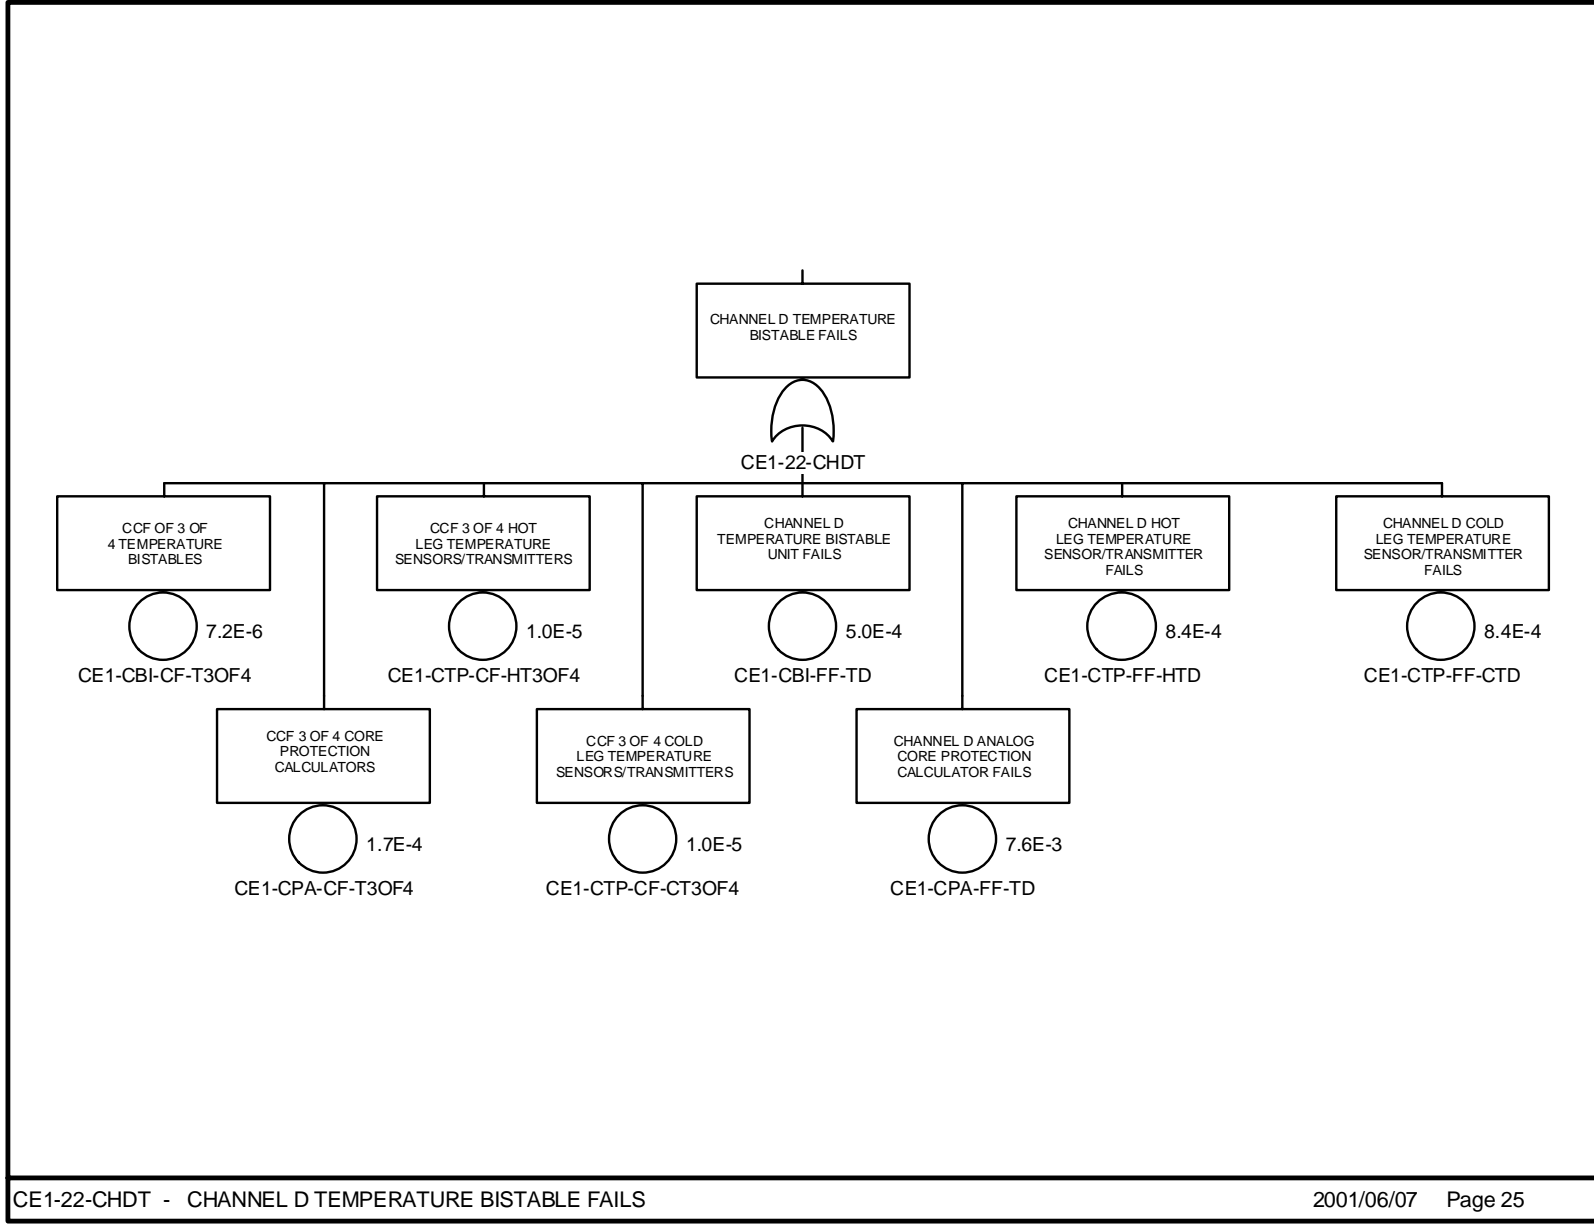 CHANNEL D TEMPERATURE
BISTABLE FAILS
CE1-22-CHDT
CCF OF 3 OF
4 TEMPERATURE
BISTABLES
7.2E-6
CE1-CBI-CF-T3OF4
CCF 3 OF 4 HOT
LEG TEMPERATURE
SENSORS/TRANSMITTERS
1.0E-5
CE1-CTP-CF-HT3OF4
CHANNEL D
TEMPERATURE BISTABLE
UNIT FAILS
5.0E-4
CE1-CBI-FF-TD
CHANNEL D HOT
LEG TEMPERATURE
SENSOR/TRANSMITTER
FAILS
8.4E-4
CE1-CTP-FF-HTD
CHANNEL D COLD
LEG TEMPERATURE
SENSOR/TRANSMITTER
FAILS
8.4E-4
CE1-CTP-FF-CTD
CCF 3 OF 4 CORE
PROTECTION
CALCULATORS
1.7E-4
CE1-CPA-CF-T3OF4
CCF 3 OF 4 COLD
LEG TEMPERATURE
SENSORS/TRANSMITTERS
1.0E-5
CE1-CTP-CF-CT3OF4
CHANNEL D ANALOG
CORE PROTECTION
CALCULATOR FAILS
7.6E-3
CE1-CPA-FF-TD
CE1-22-CHDT - CHANNEL D TEMPERATURE BISTABLE FAILS
2001/06/07 Page 25